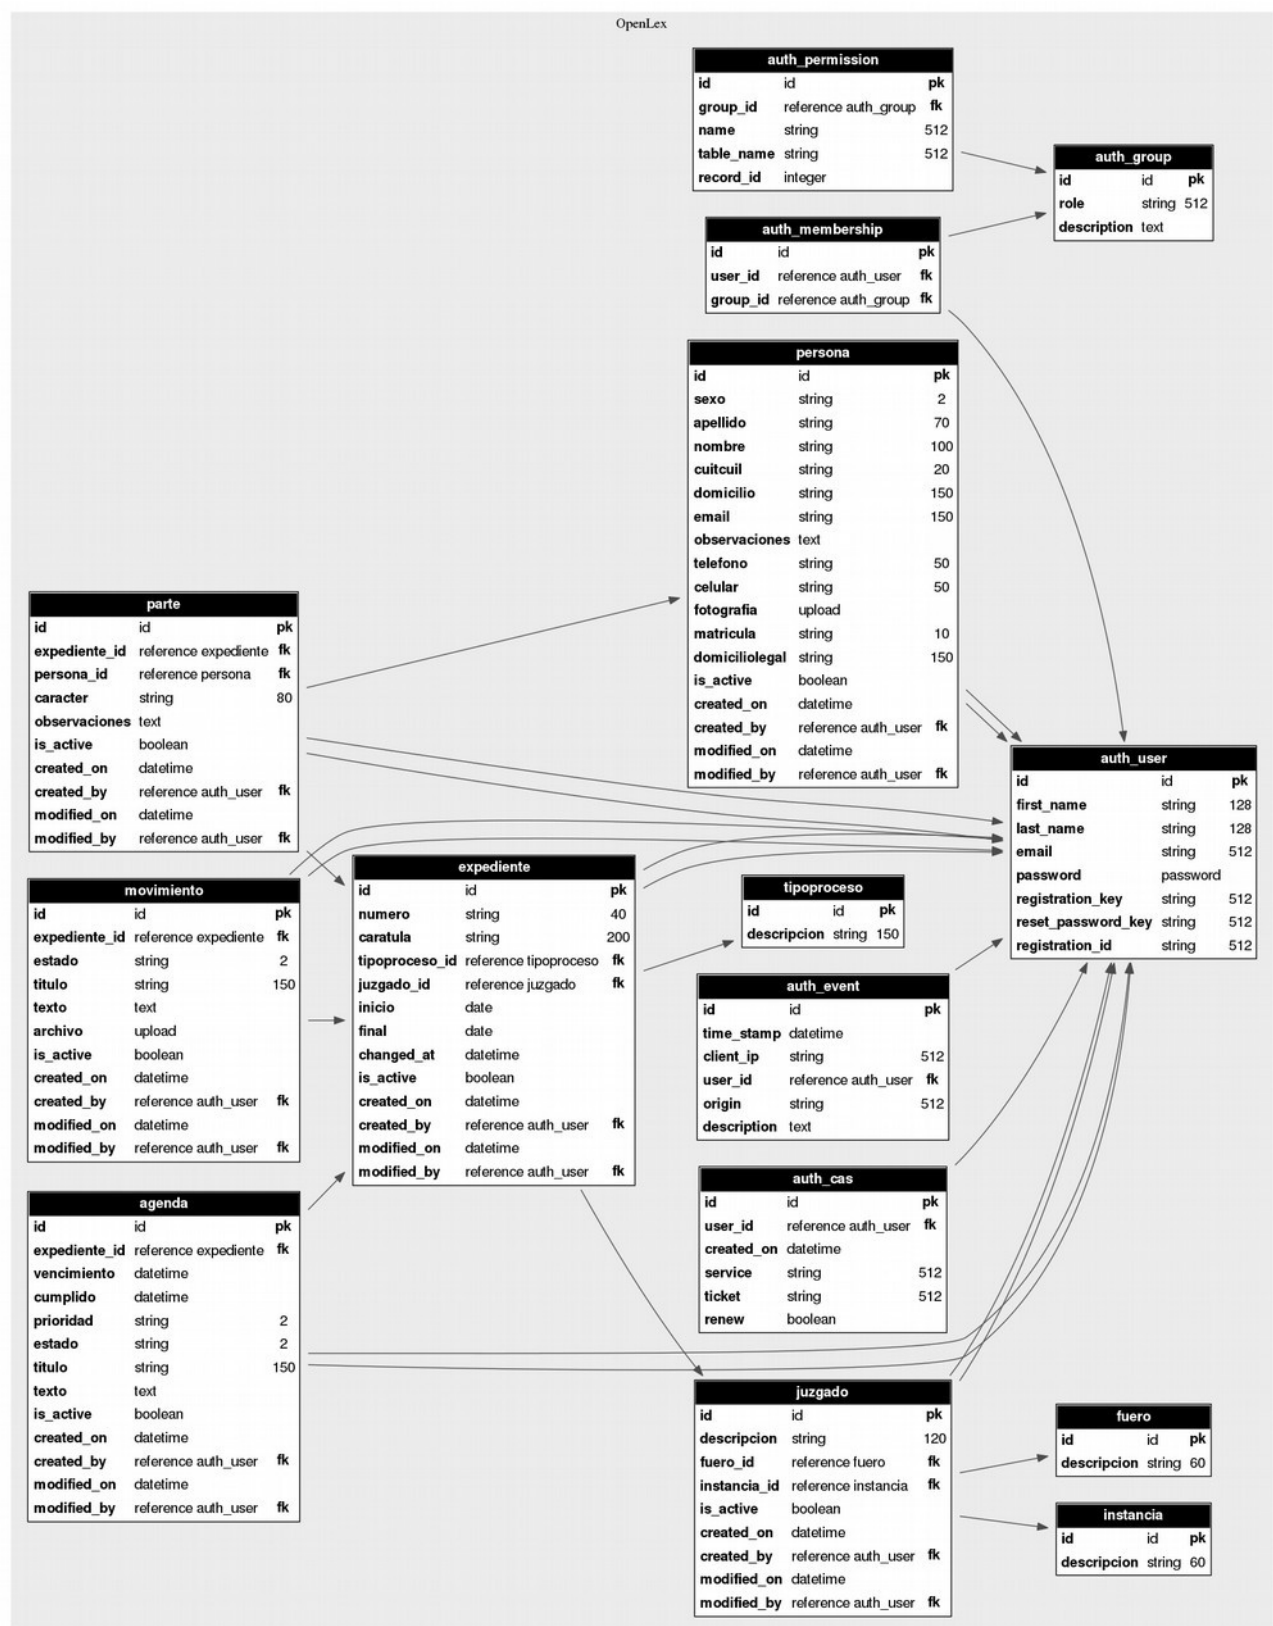 OpenLex
auth_permission
id id pk
group_id reference auth_group fk
name string 512
table_name string 512
record_id integer
auth_group
id id pk
role string 512
description text
auth_membership
id id pk
user_id reference auth_user fk
group_id reference auth_group fk
persona
id id pk
sexo string 2
apellido string 70
nombre string 100
cuitcuil string 20
domicilio string 150
email string 150
observaciones text
telefono string 50
celular string 50
fotografia upload
matricula string 10
domiciliolegal string 150
is_active boolean
created_on datetime
created_by reference auth_user fk
modified_on datetime
modified_by reference auth_user fk
parte
id id pk
expediente_id reference expediente fk
persona_id reference persona fk
caracter string 80
observaciones text
is_active boolean
created_on datetime
created_by reference auth_user fk
modified_on datetime
modified_by reference auth_user fk
auth_user
id id pk
first_name string 128
last_name string 128
email string 512
password password
registration_key string 512
reset_password_key string 512
registration_id string 512
movimiento
id id pk
expediente_id reference expediente fk
estado string 2
titulo string 150
texto text
archivo upload
is_active boolean
created_on datetime
created_by reference auth_user fk
modified_on datetime
modified_by reference auth_user fk
expediente
id id pk
numero string 40
caratula string 200
tipoproceso_id reference tipoproceso fk
juzgado_id reference juzgado fk
inicio date
final date
changed_at datetime
is_active boolean
created_on datetime
created_by reference auth_user fk
modified_on datetime
modified_by reference auth_user fk
tipoproceso
id id pk
descripcion string 150
auth_event
id id pk
time_stamp datetime
client_ip string 512
user_id reference auth_user fk
origin string 512
description text
auth_cas
id id pk
user_id reference auth_user fk
created_on datetime
service string 512
ticket string 512
renew boolean
agenda
id id pk
expediente_id reference expediente fk
vencimiento datetime
cumplido datetime
prioridad string 2
estado string 2
titulo string 150
texto text
is_active boolean
created_on datetime
created_by reference auth_user fk
modified_on datetime
modified_by reference auth_user fk
juzgado
id id pk
descripcion string 120
fuero_id reference fuero fk
instancia_id reference instancia fk
is_active boolean
created_on datetime
created_by reference auth_user fk
modified_on datetime
modified_by reference auth_user fk
fuero
id id pk
descripcion string 60
instancia
id id pk
descripcion string 60